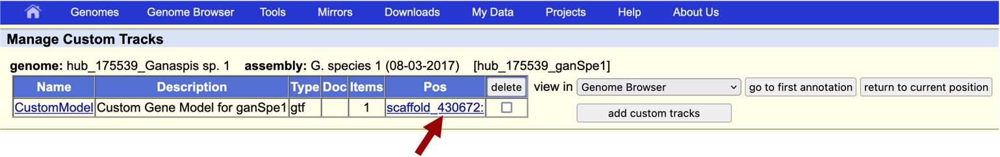 Genomes Genome Browser Tools Mirrors Downloads My Data Projects Help About Us
Manage Custom Tracks
genome: hub_175539_Ganaspis sp. 1 assembly: G. species 1 (08-03-2017) [hub_175539_ganSpe1]
Name Description Type Doc Items Pos delete view in Genome Browser go to first annotation return to current position
CustomModel Custom Gene Model for ganSpe1 gtf 1 scaffold_430672: add custom tracks